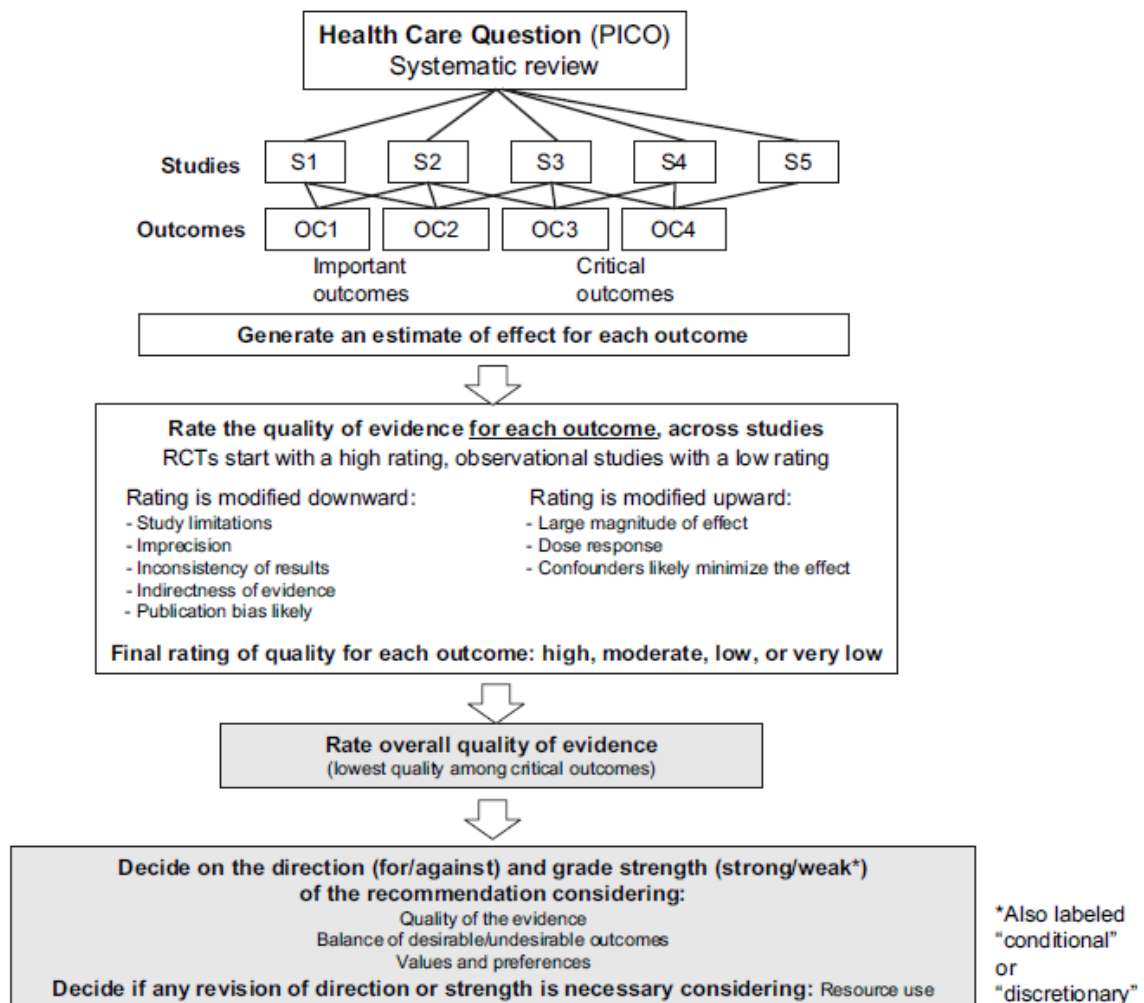 Health Care Question (PICO)
Systematic review
Studies
S1
S2
S3
S4
S5
Outcomes
OC1
OC2
OC3
OC4
Important
outcomes
Critical
outcomes
Generate an estimate of effect for each outcome
Rate the quality of evidence for each outcome, across studies
RCTs start with a high rating, observational studies with a low rating
Rating is modified downward:
- Study limitations
- Imprecision
- Inconsistency of results
- Indirectness of evidence
- Publication bias likely
Rating is modified upward:
- Large magnitude of effect
- Dose response
- Confounders likely minimize the effect
Final rating of quality for each outcome: high, moderate, low, or very low
Rate overall quality of evidence
(lowest quality among critical outcomes)
Decide on the direction (for/against) and grade strength (strong/weak*)
of the recommendation considering:
Quality of the evidence
Balance of desirable/undesirable outcomes
Values and preferences
Decide if any revision of direction or strength is necessary considering: Resource use
*Also labeled
“conditional”
or
“discretionary”